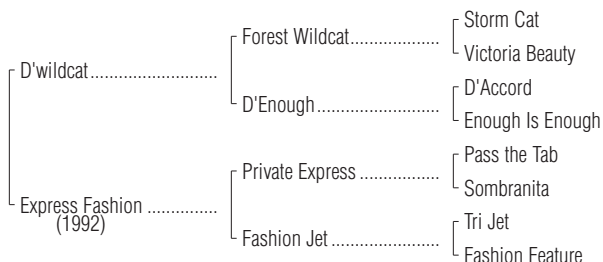 Storm Cat
Forest Wildcat....................
Victoria Beauty
D'wildcat.............................
D'Accord
D'Enough............................
Enough Is Enough
Pass the Tab
Private Express ..................
Sombranita
Express Fashion ................
(1992)
Tri Jet
Fashion Jet.........................
Fashion Feature